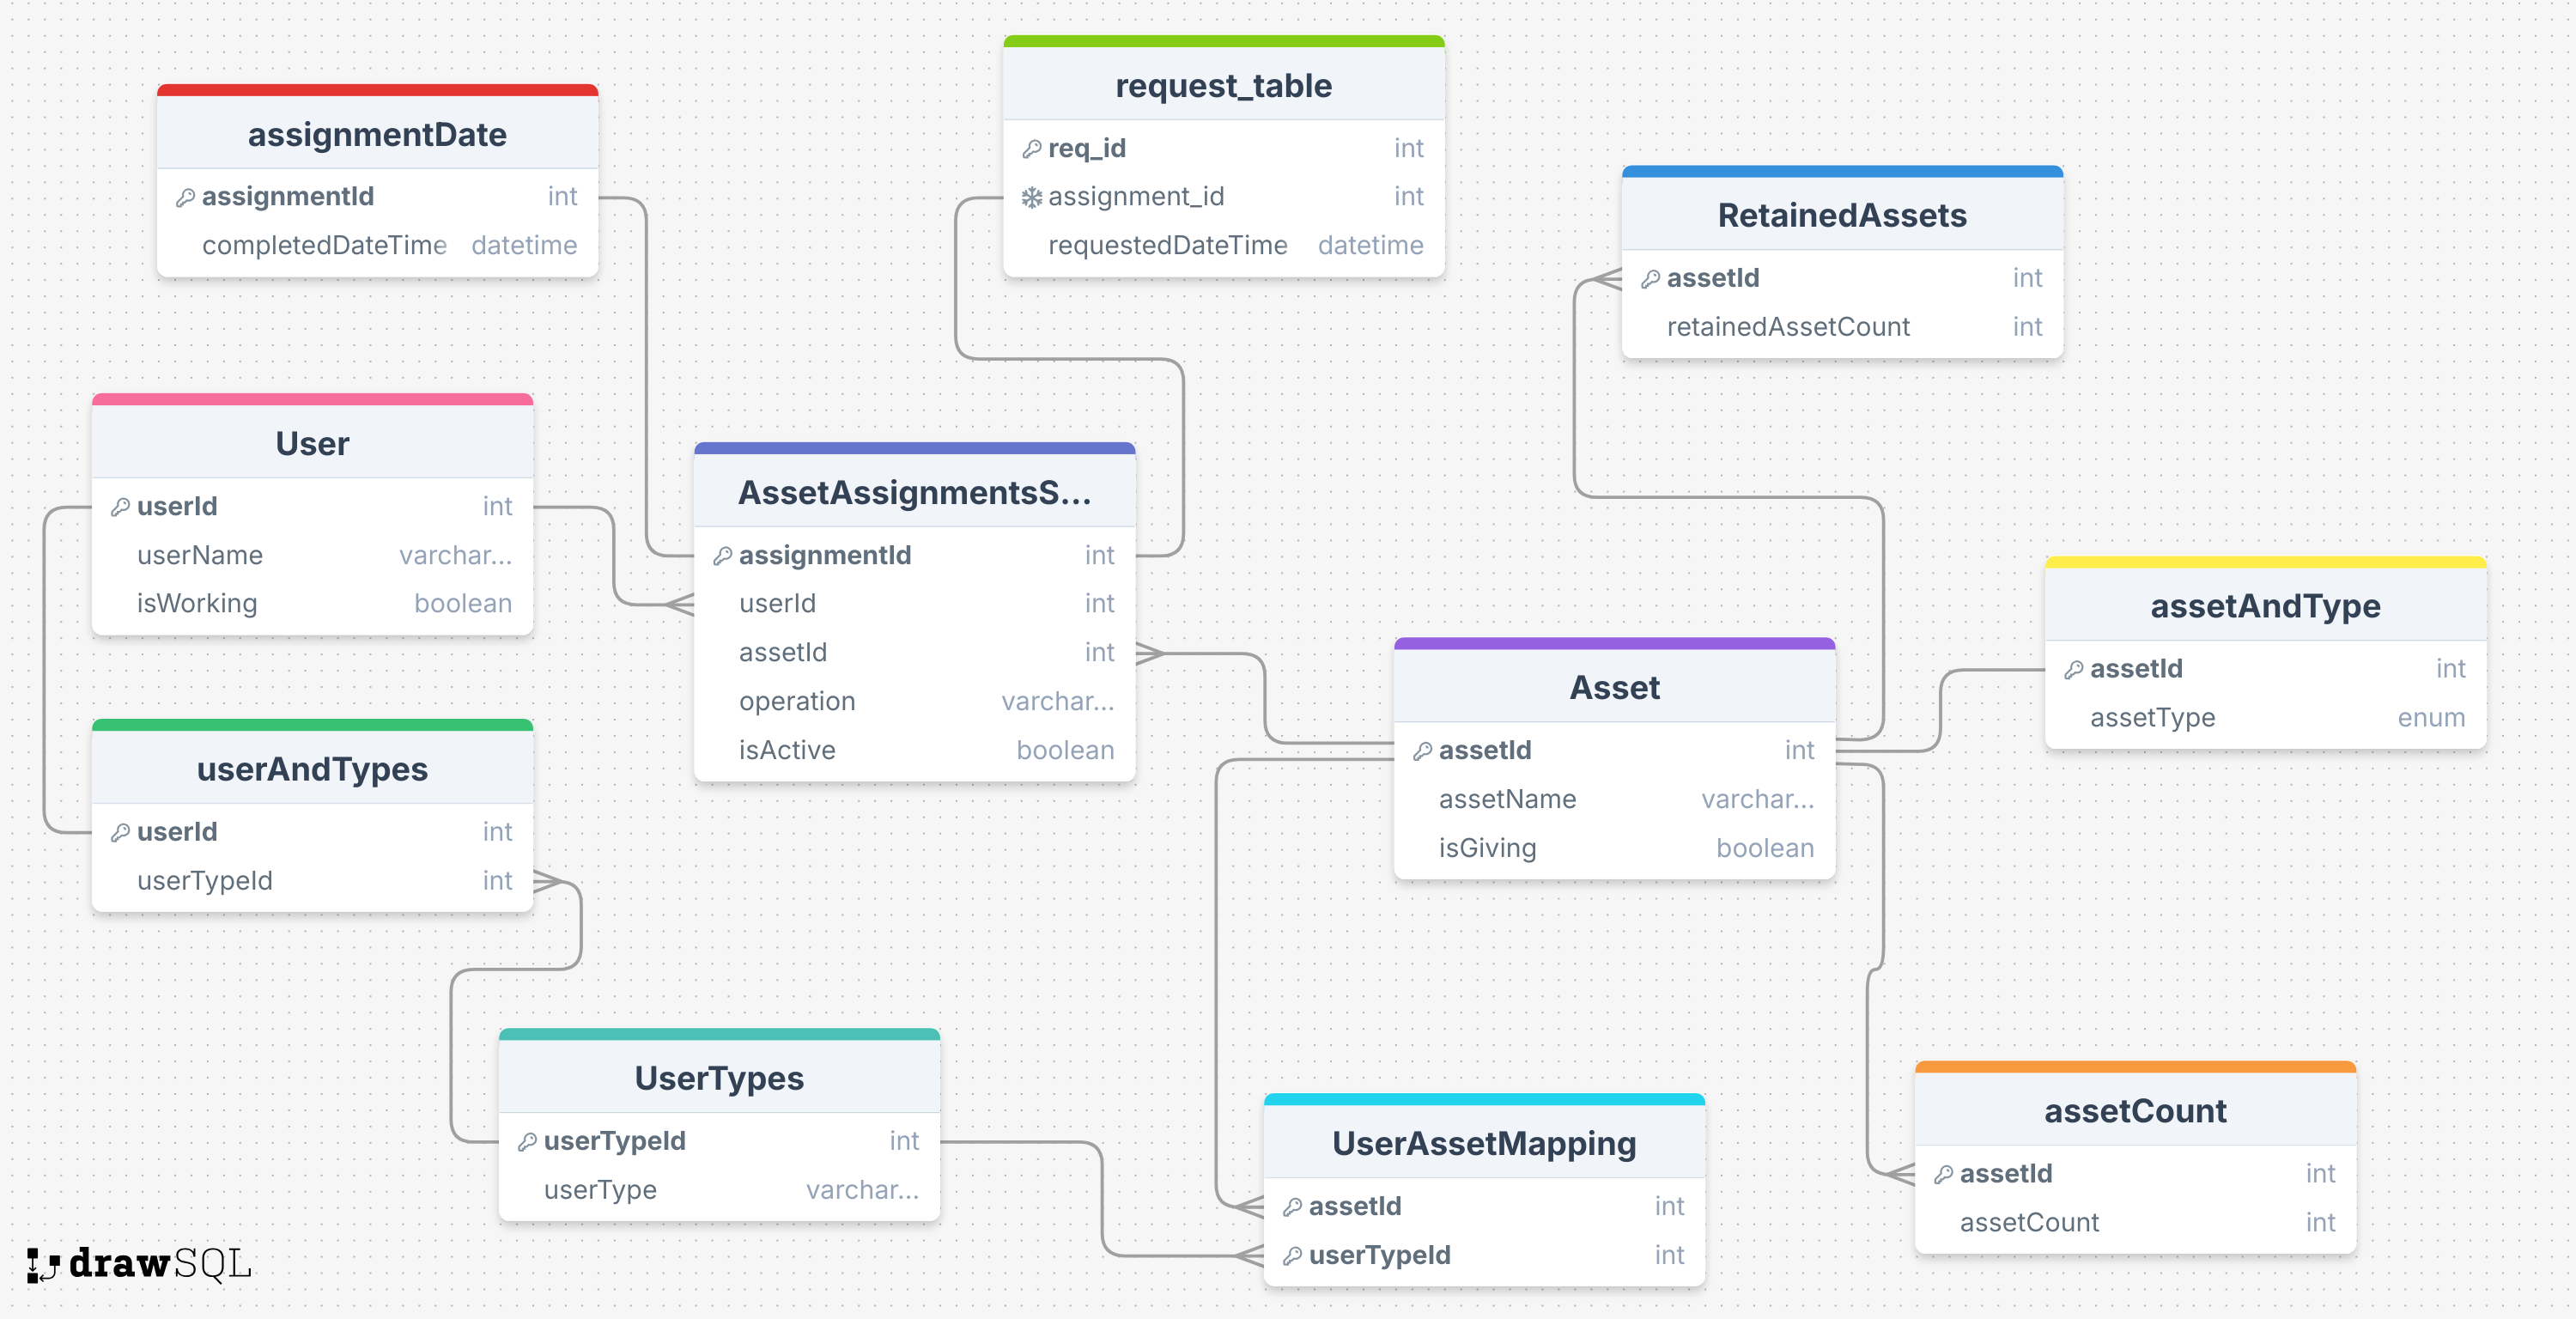 assignmentDate
assignmentId int
completedDateTime datetime
request_table
req_id int
assignment_id int
requestedDateTime datetime
RetainedAssets
assetId int
retainedAssetCount int
User
userId int
userName varchar...
isWorking boolean
AssetAssignmentsS...
assignmentId int
userId int
assetId int
operation varchar...
isActive boolean
assetAndType
assetId int
assetType enum
Asset
assetId int
assetName varchar...
isGiving boolean
userAndTypes
userId int
userTypeId int
UserTypes
userTypeId int
userType varchar...
UserAssetMapping
assetId int
userTypeId int
assetCount
assetId int
assetCount int
drawSQL